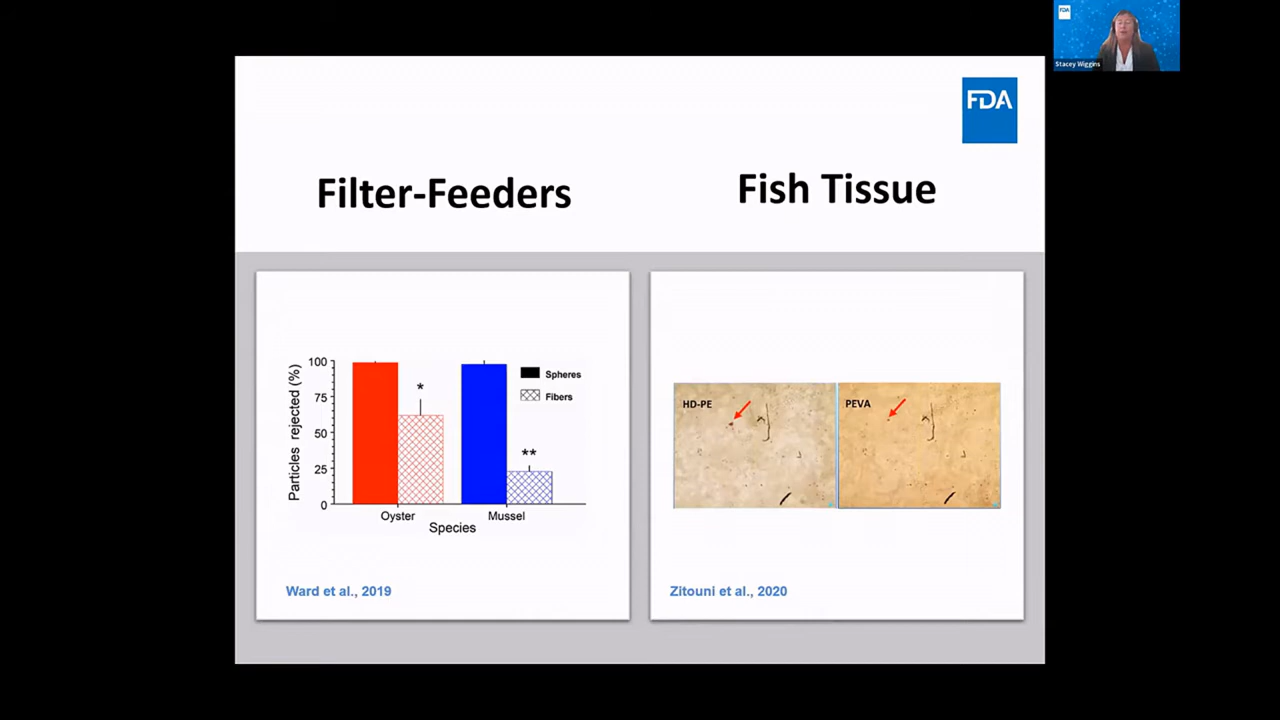 FDA
Stacey Wiggins
FDA
Filter-Feeders
Fish Tissue
Particles rejected (%)
100
75
50
25
0
*
**
Spheres
Fibers
Oyster
Mussel
Species
Ward et al., 2019
HD-PE
PEVA
Zitouni et al., 2020